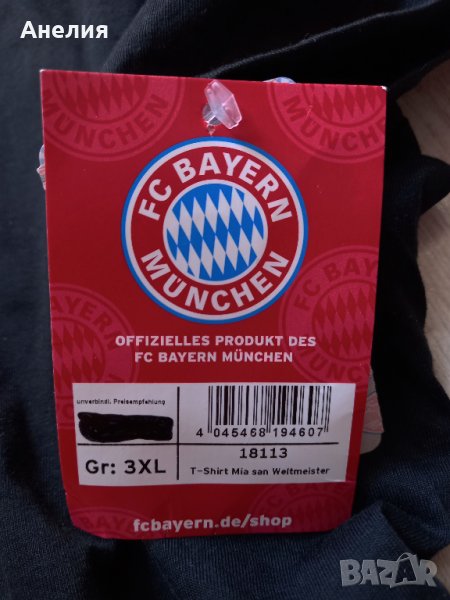 Анелия
FC BAYERN
MÜNCHEN
OFFIZIELLES PRODUKT DES
FC BAYERN MÜNCHEN
unverbindl. Preisempfehlung
4 045468 194607
18113
Gr: 3XL
T-Shirt Mia san Weltmeister
fcbayern.de/shop
BAZAR